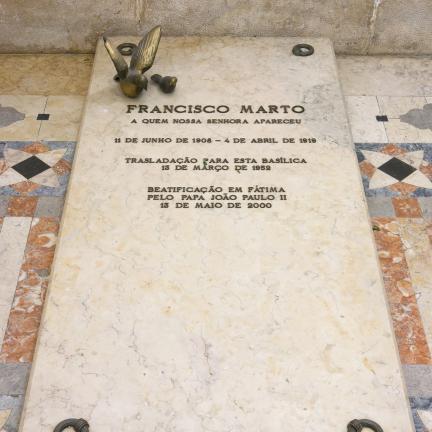 FRANCISCO MARTO
A QUEM NOSSA SENHORA APARECEU
11 DE JUNHO DE 1908 – 4 DE ABRIL DE 1919
TRASLADAÇÃO PARA ESTA BASÍLICA
13 DE MARÇO DE 1952
BEATIFICAÇÃO EM FÁTIMA
PELO PAPA JOÃO PAULO II
13 DE MAIO DE 2000